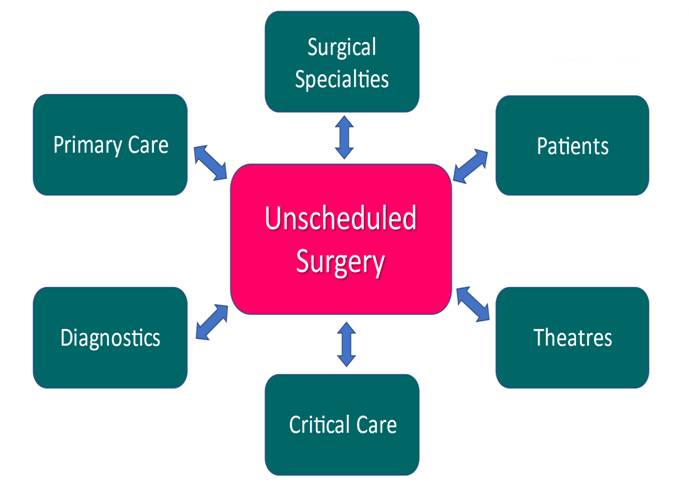 Surgical
Specialties
Primary Care
Patients
Unscheduled
Surgery
Diagnostics
Theatres
Critical Care